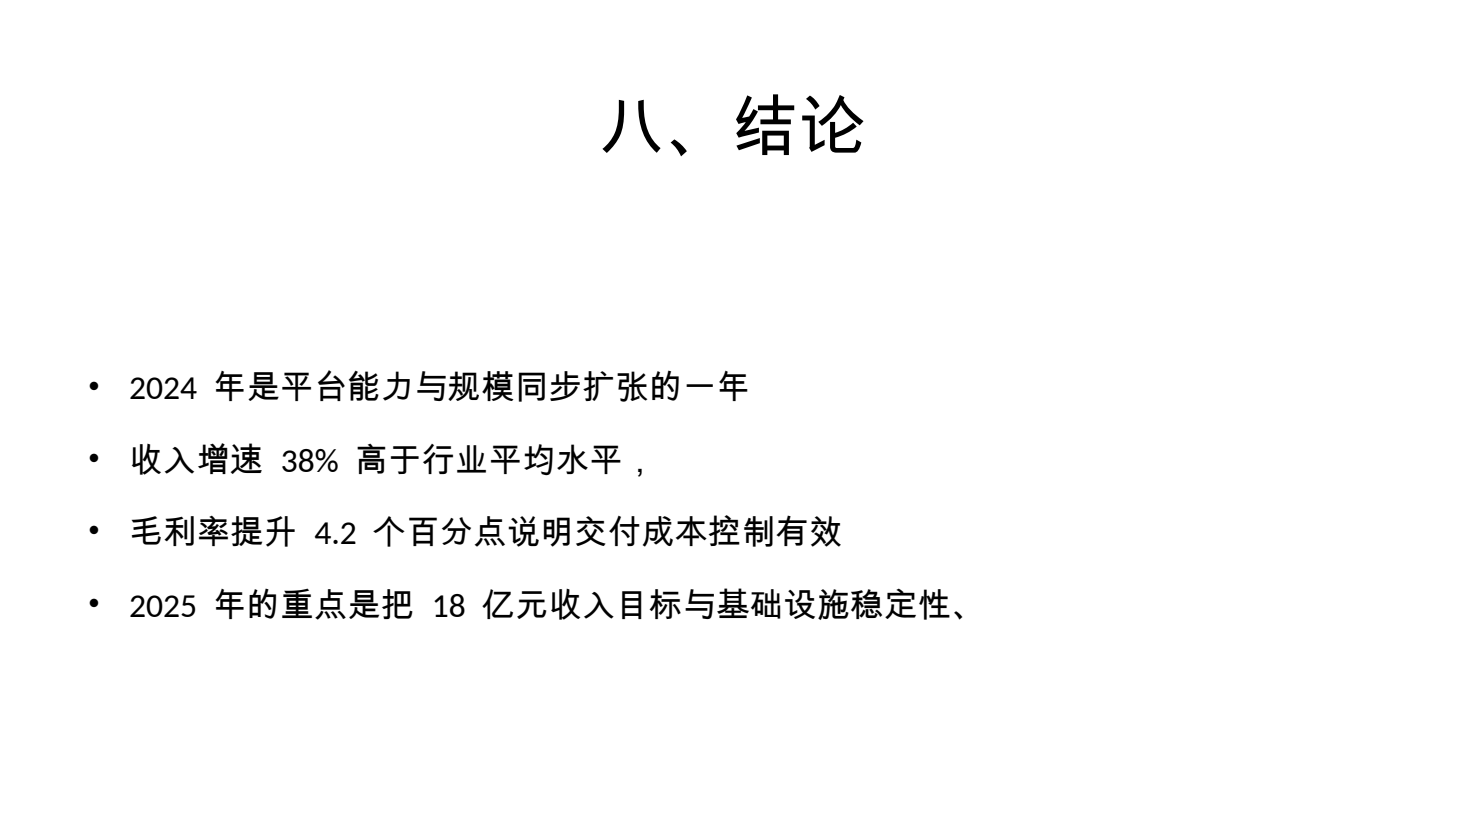 八、结论
• 2024 年是平台能力与规模同步扩张的一年
• 收入增速 38% 高于行业平均水平，
• 毛利率提升 4.2 个百分点说明交付成本控制有效
• 2025 年的重点是把 18 亿元收入目标与基础设施稳定性、